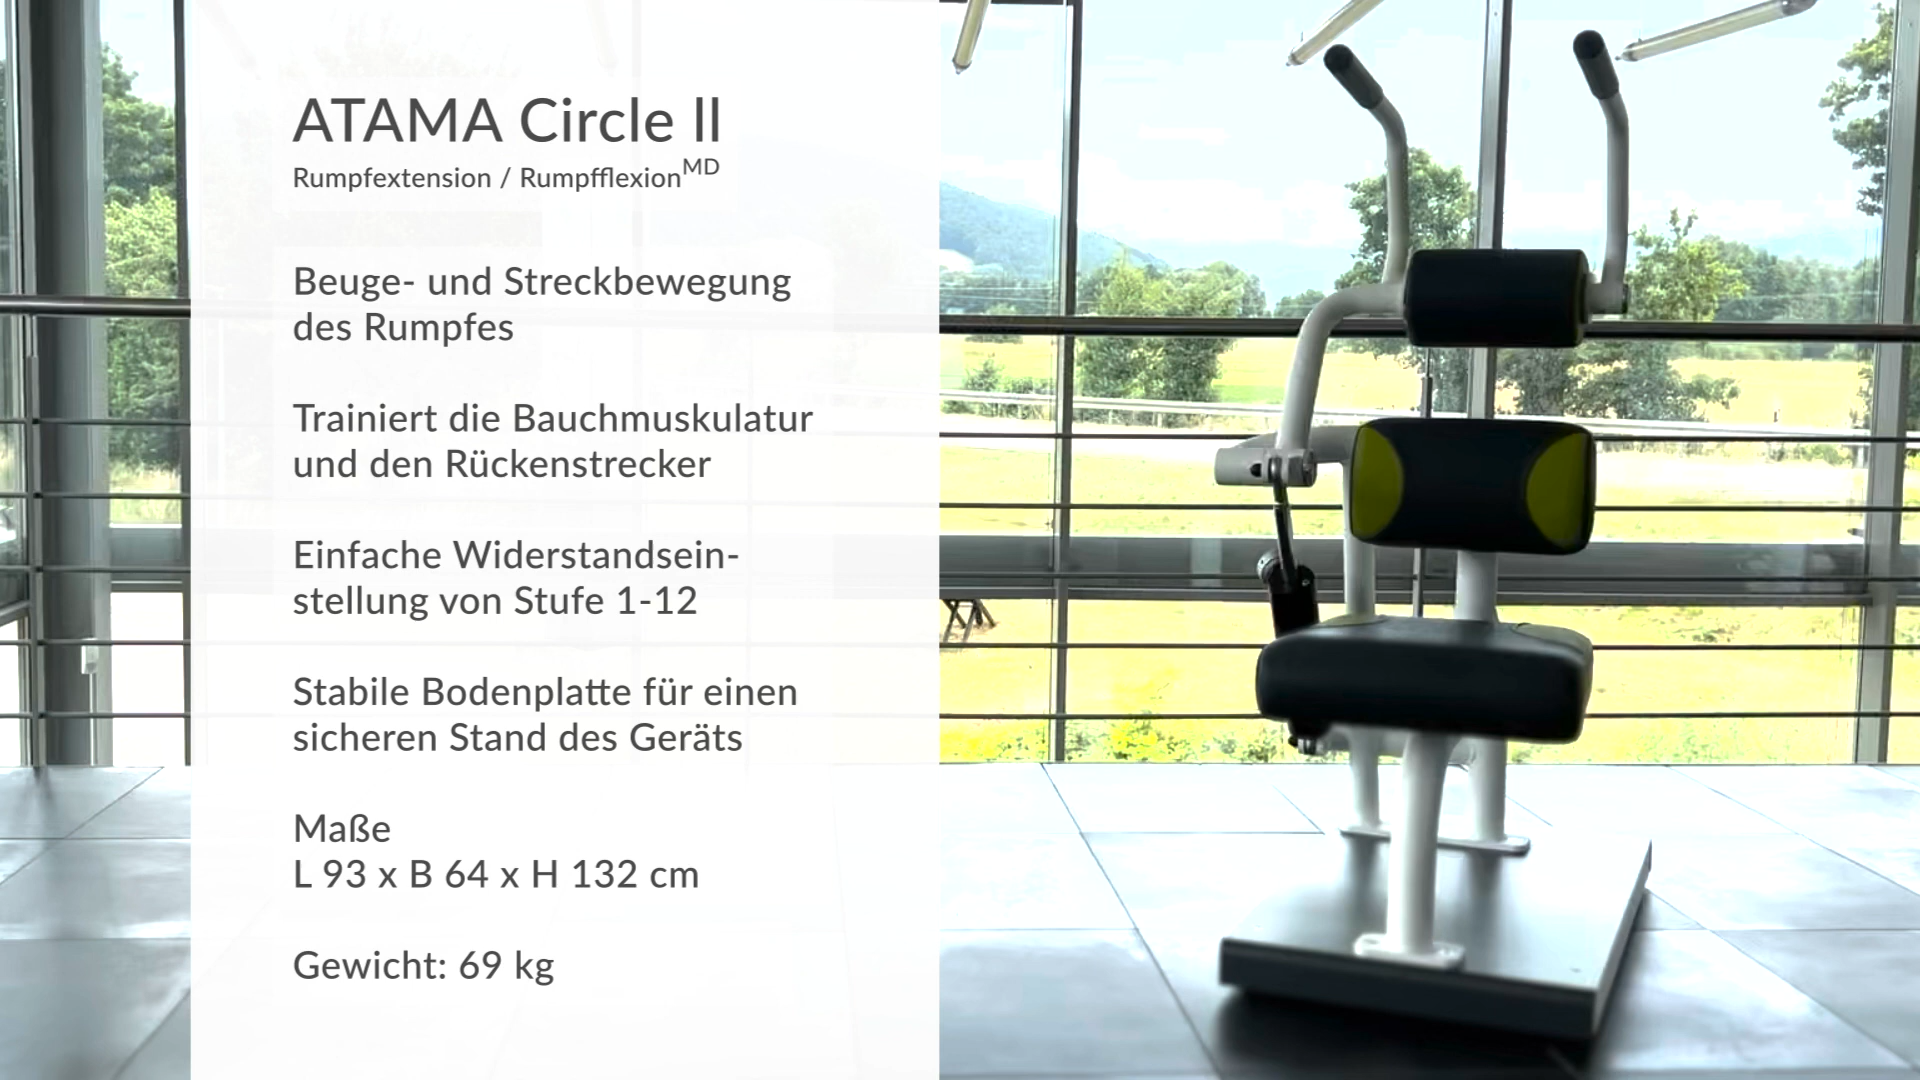 ATAMA Circle ll
Rumpfextension / RumpfflexionMD
Beuge- und Streckbewegung
des Rumpfes
Trainiert die Bauchmuskulatur
und den Rückenstrecker
Einfache Widerstandsein-
stellung von Stufe 1-12
Stabile Bodenplatte für einen
sicheren Stand des Geräts
Maße
L 93 x B 64 x H 132 cm
Gewicht: 69 kg